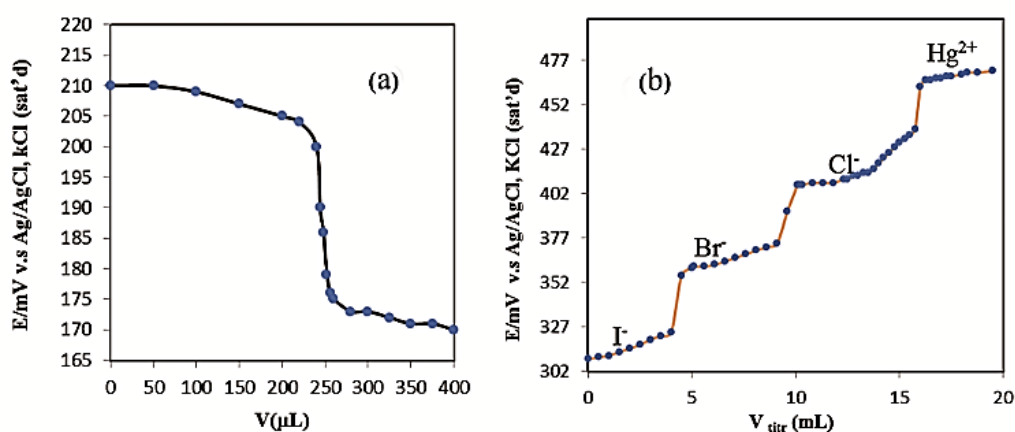 220
215
210
205
200
195
190
185
180
175
170
165
E/mV v.s Ag/AgCl, kCl (sat'd)
(a)
0 50 100 150 200 250 300 350 400
V(µL)
477
452
427
402
377
352
327
302
E/mV v.s Ag/AgCl, KCl (sat'd)
(b)
Hg²⁺
Cl⁻
Br⁻
I⁻
0 5 10 15 20
V titr (mL)